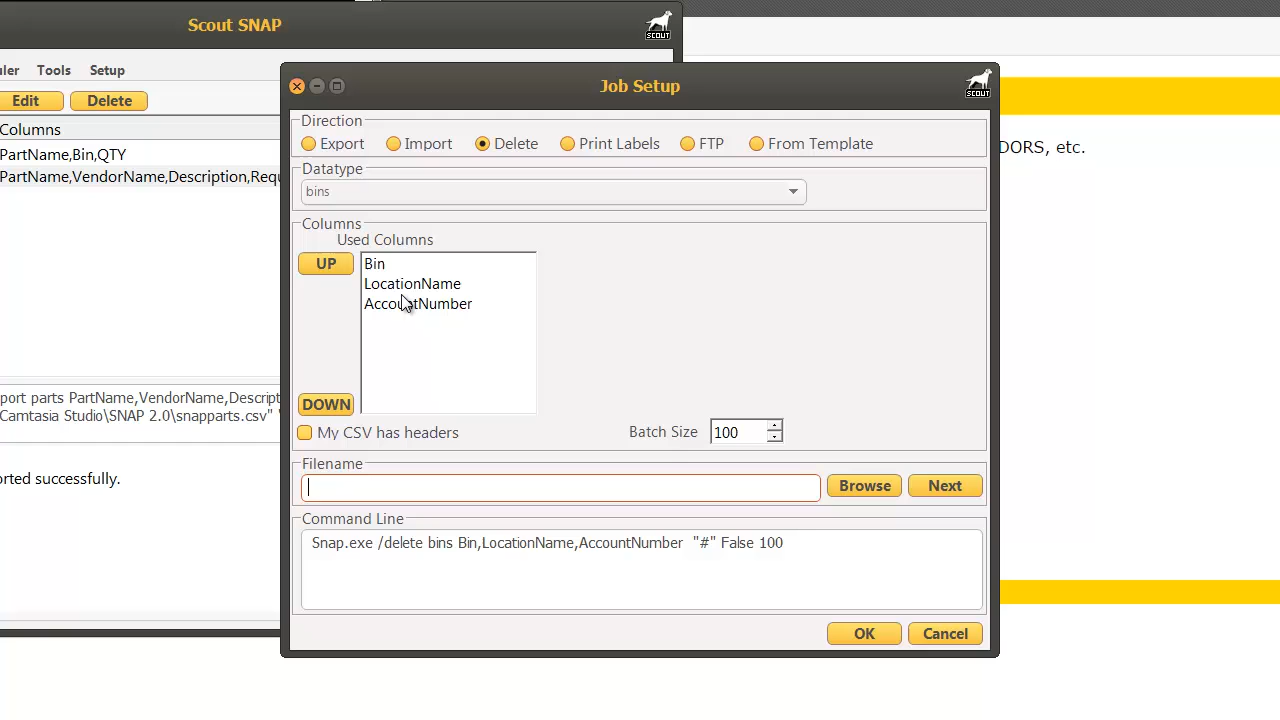 Scout SNAP
SCOUT
Tools Setup
Edit Delete
Columns
PartName,Bin,QTY
PartName,VendorName,Description,Requ
port parts PartName,VendorName,Descript
Camtasia Studio\SNAP 2.0\snapparts.csv"
orted successfully.
DORS, etc.
Job Setup
SCOUT
Direction
Export Import Delete Print Labels FTP From Template
Datatype
bins
Columns
Used Columns
UP
Bin
LocationName
AccountNumber
DOWN
My CSV has headers
Batch Size 100
Filename
Browse Next
Command Line
Snap.exe /delete bins Bin,LocationName,AccountNumber "#" False 100
OK Cancel